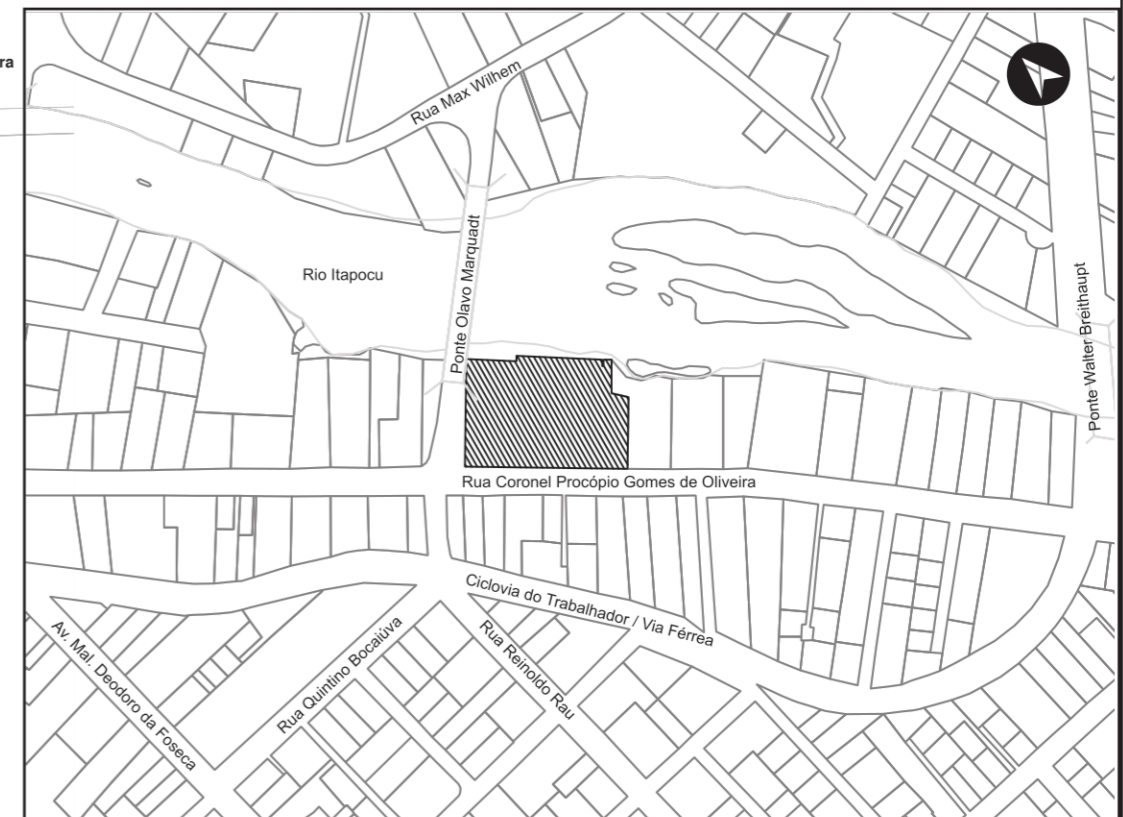 ra
Rua Max Wilhem
Rio Itapocu
Ponte Olavo Marquadt
Ponte Walter Breithaupt
Rua Coronel Procópio Gomes de Oliveira
Ciclovia do Trabalhador / Via Férrea
Av. Mal. Deodoro da Foseca
Rua Quintino Bocaiúva
Rua Reinoldo Rau